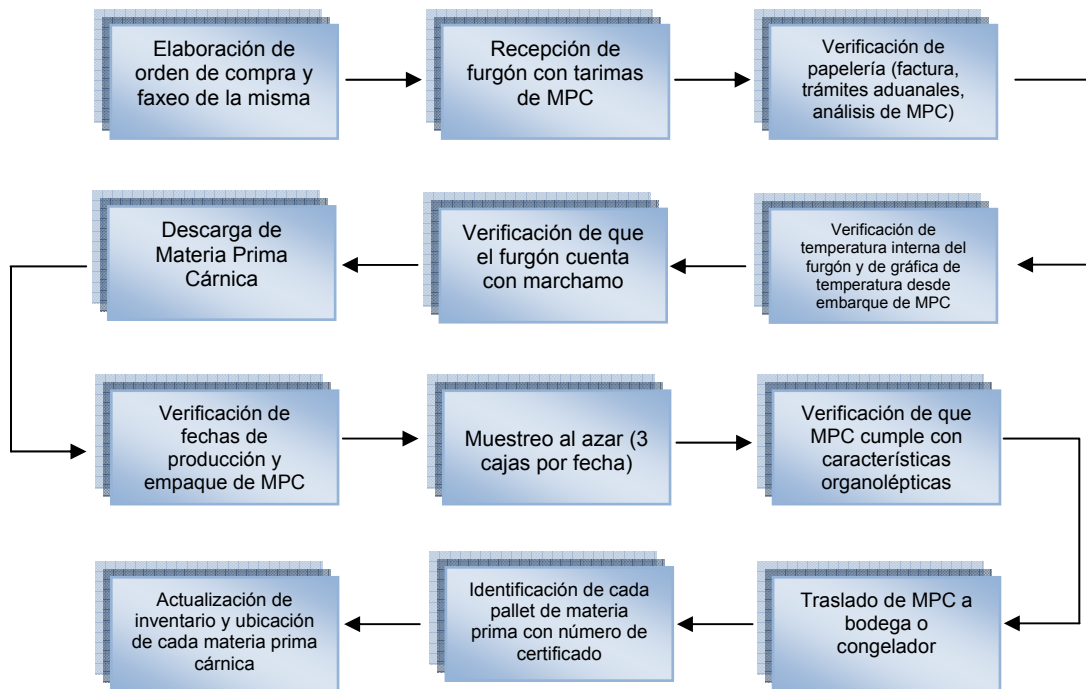 Elaboración de
orden de compra y
faxeo de la misma
Recepción de
furgón con tarimas
de MPC
Verificación de
papelería (factura,
trámites aduanales,
análisis de MPC)
Verificación de
temperatura interna del
furgón y de gráfica de
temperatura desde
embarque de MPC
Verificación de que
el furgón cuenta
con marchamo
Descarga de
Materia Prima
Cárnica
Verificación de
fechas de
producción y
empaque de MPC
Muestreo al azar (3
cajas por fecha)
Verificación de que
MPC cumple con
características
organolépticas
Traslado de MPC a
bodega o
congelador
Identificación de cada
pallet de materia
prima con número de
certificado
Actualización de
inventario y ubicación
de cada materia prima
cárnica